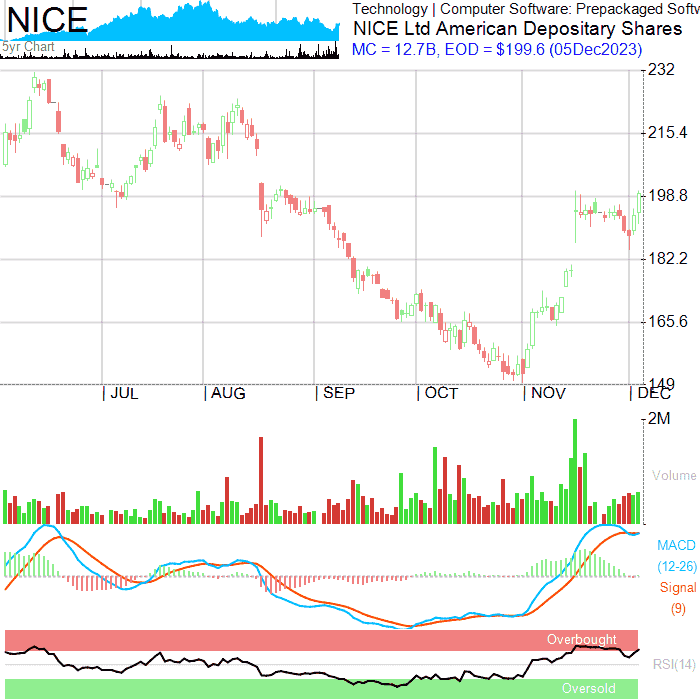 NICE
5yr Chart
Technology | Computer Software: Prepackaged Softw
NICE Ltd American Depositary Shares
MC = 12.7B, EOD = $199.6 (05Dec2023)
232
215.4
198.8
182.2
165.6
149
JUL AUG SEP OCT NOV DEC
2M
Volume
MACD
(12-26)
Signal
(9)
Overbought
RSI(14)
Oversold